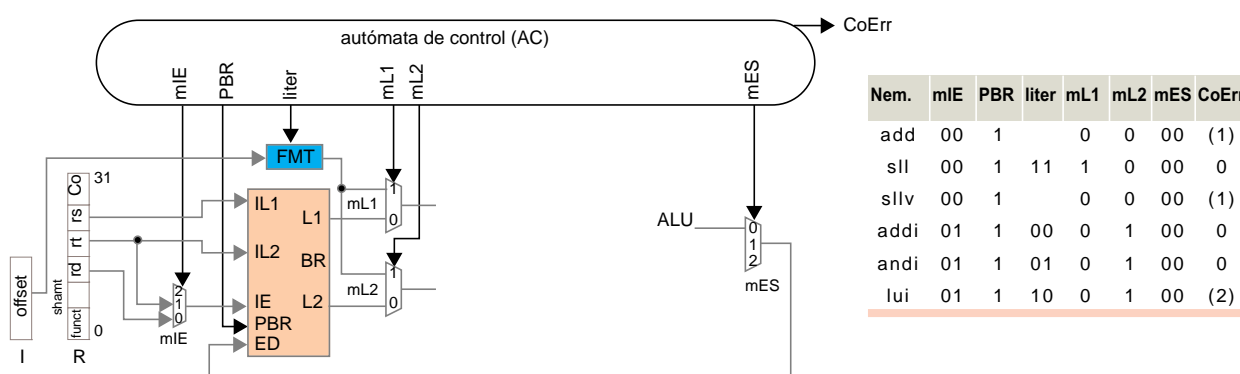 autómata de control (AC)
CoErr
mIE
PBR
liter
mL1
mL2
mES
FMT
Co
31
rs
rt
rd
shamt
funct
0
offset
I
R
2
1
0
mIE
IL1
L1
IL2
BR
IE
L2
PBR
ED
1
mL1
0
1
mL2
0
ALU
0
1
2
mES
Nem. mIE PBR liter mL1 mL2 mES CoErr
add 00 1 0 0 00 (1)
sll 00 1 11 1 0 00 0
sllv 00 1 0 0 00 (1)
addi 01 1 00 0 1 00 0
andi 01 1 01 0 1 00 0
lui 01 1 10 0 1 00 (2)